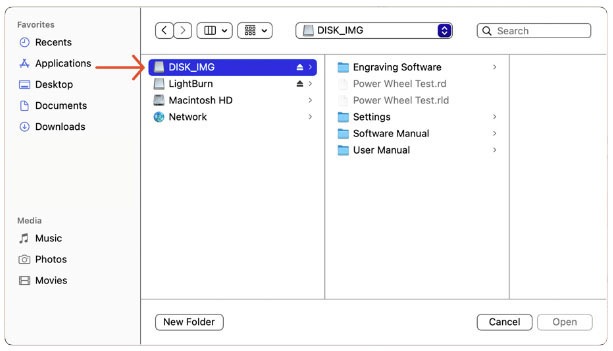 Favorites
Recents
Applications
Desktop
Documents
Downloads
Media
Music
Photos
Movies
DISK_IMG
Search
DISK_IMG
LightBurn
Macintosh HD
Network
Engraving Software
Power Wheel Test.rd
Power Wheel Test.rld
Settings
Software Manual
User Manual
New Folder
Cancel
Open